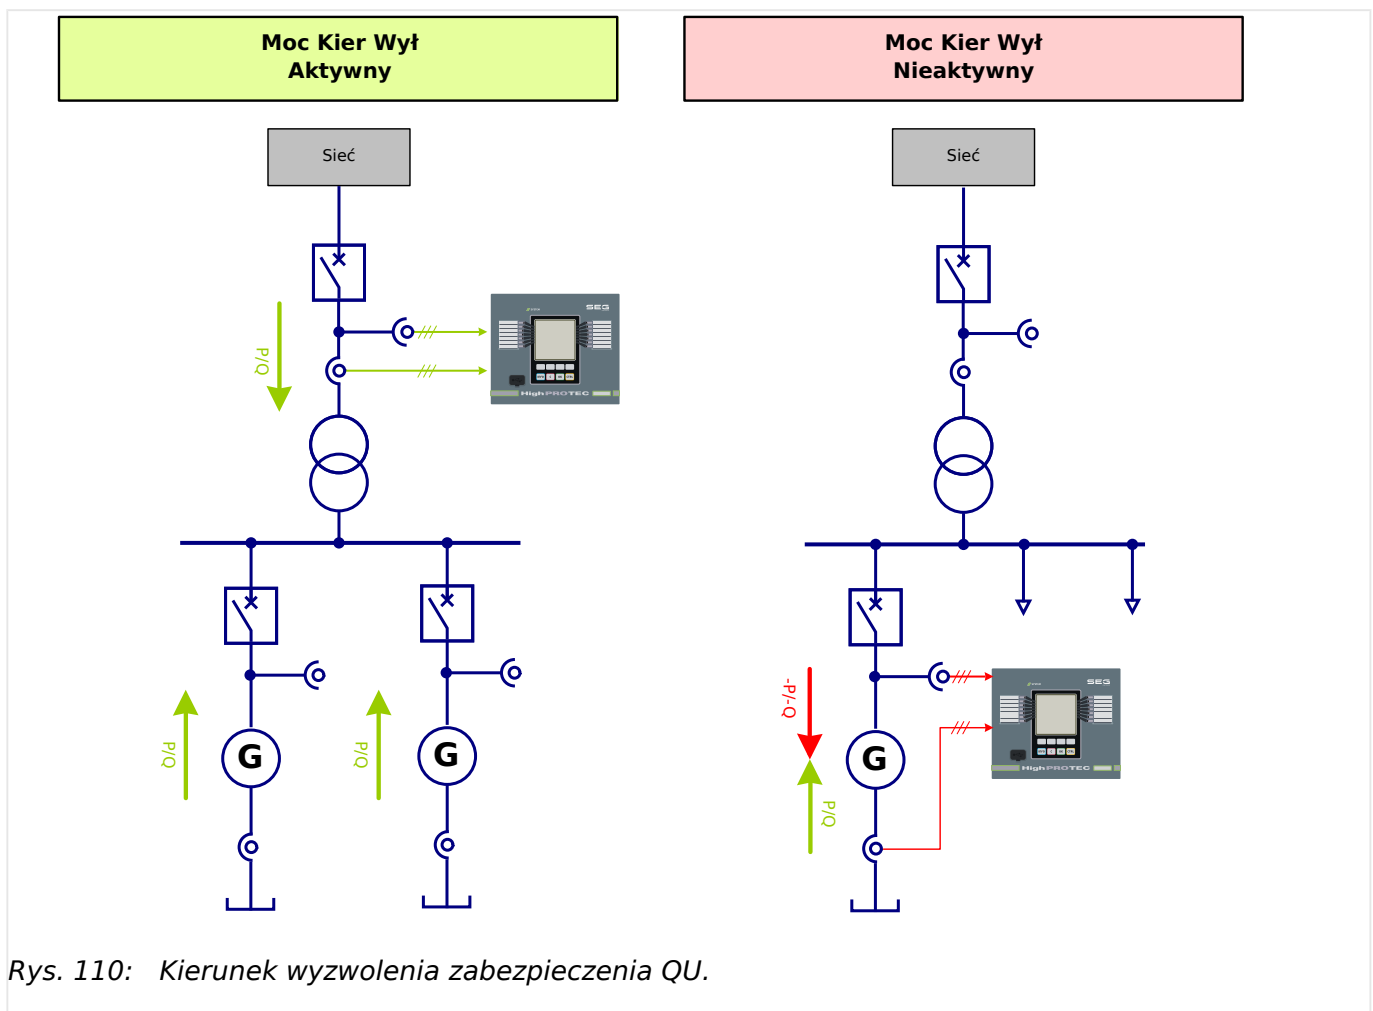 Moc Kier Wył
Aktywny
Moc Kier Wył
Nieaktywny
Sieć
Sieć
P/Q
SEG
HighPROTEC
P/Q
P/Q
G
G
-P/-Q
P/Q
G
SEG
HighPROTEC
Rys. 110: Kierunek wyzwolenia zabezpieczenia QU.